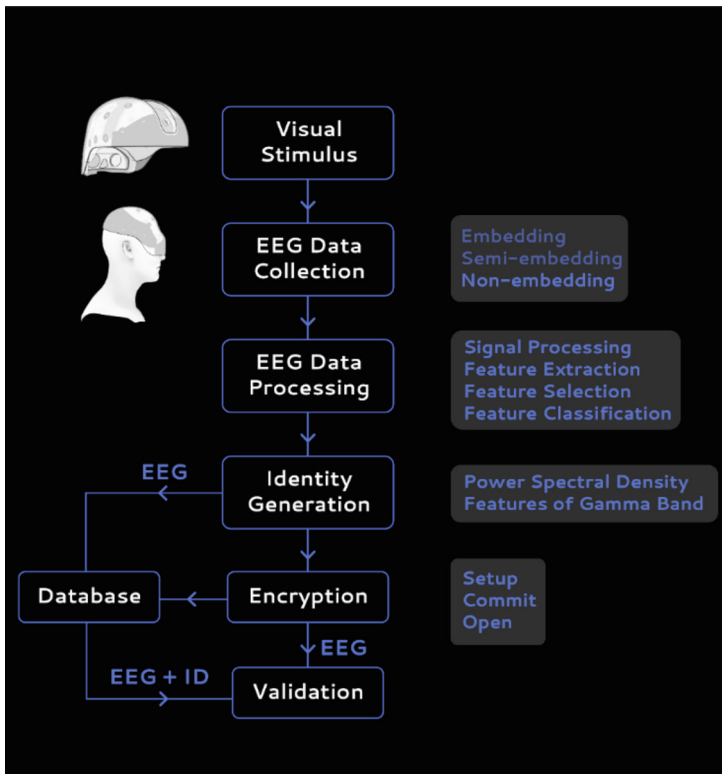 Visual
Stimulus
EEG Data
Collection
Embedding
Semi-embedding
Non-embedding
EEG Data
Processing
Signal Processing
Feature Extraction
Feature Selection
Feature Classification
EEG
Identity
Generation
Power Spectral Density
Features of Gamma Band
Database
Encryption
Setup
Commit
Open
EEG
EEG + ID
Validation